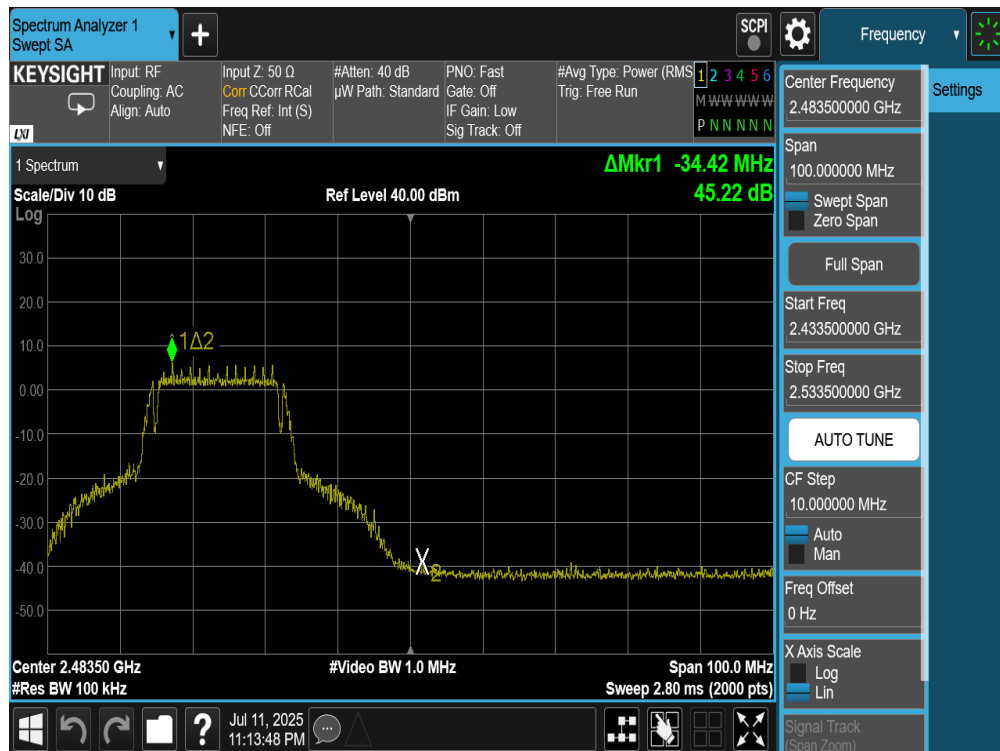 Spectrum Analyzer 1
Swept SA
+
SCPI
Frequency
KEYSIGHT
LXI
Input: RF
Coupling: AC
Align: Auto
Input Z: 50 Ω
Corr CCorr RCal
Freq Ref: Int (S)
NFE: Off
#Atten: 40 dB
µW Path: Standard
PNO: Fast
Gate: Off
IF Gain: Low
Sig Track: Off
#Avg Type: Power (RMS
Trig: Free Run
1 2 3 4 5 6
M W W W W W
P N N N N N
1 Spectrum
ΔMkr1 -34.42 MHz
45.22 dB
Scale/Div 10 dB
Ref Level 40.00 dBm
Log
30.0
20.0
10.0
0.00
-10.0
-20.0
-30.0
-40.0
-50.0
1Δ2
X
2
Center 2.48350 GHz
#Video BW 1.0 MHz
Span 100.0 MHz
#Res BW 100 kHz
Sweep 2.80 ms (2000 pts)
Center Frequency
2.483500000 GHz
Span
100.000000 MHz
Swept Span
Zero Span
Full Span
Start Freq
2.433500000 GHz
Stop Freq
2.533500000 GHz
AUTO TUNE
CF Step
10.000000 MHz
Auto
Man
Freq Offset
0 Hz
X Axis Scale
Log
Lin
Signal Track
(Span Zoom)
Settings
?
Jul 11, 2025
11:13:48 PM